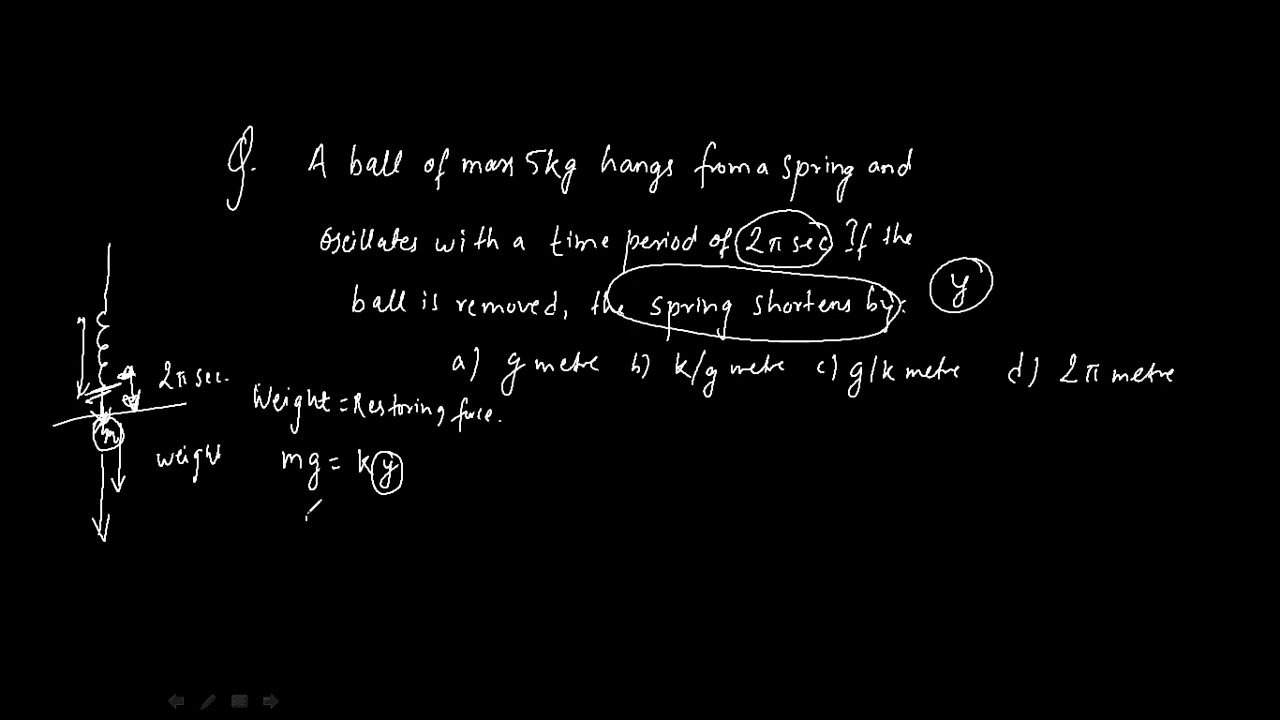 Q. A ball of mass 5kg hangs from a spring and
oscillates with a time period of 2π sec If the
ball is removed, the spring shortens by: y
a) g metre b) k/g metre c) g/k metre d) 2π metre
2π sec.
Weight = Restoring force.
m
weight
mg = ky